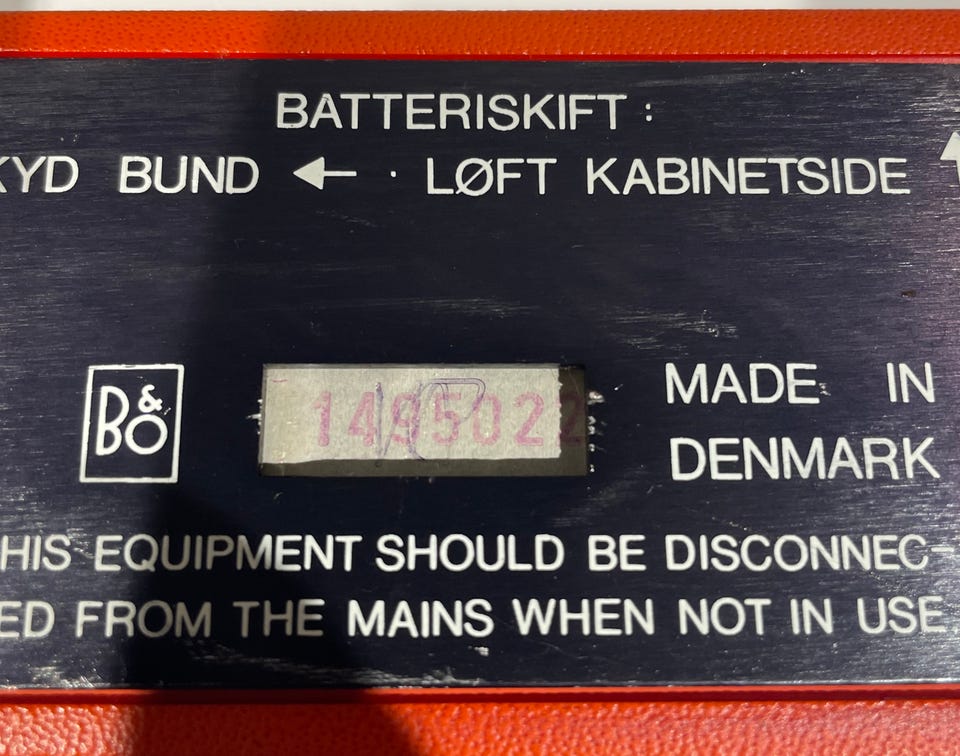 BATTERISKIFT :
KYD BUND ← · LØFT KABINETSIDE ↑
B&O
1495022
MADE IN
DENMARK
HIS EQUIPMENT SHOULD BE DISCONNEC-
ED FROM THE MAINS WHEN NOT IN USE